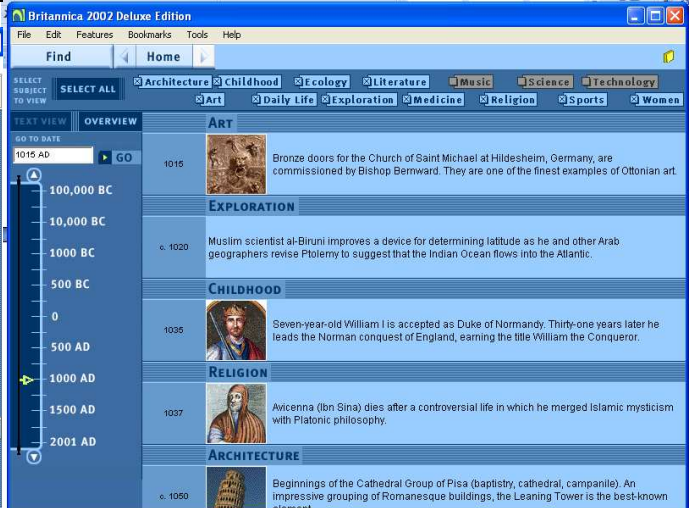 Britannica 2002 Deluxe Edition
File Edit Features Bookmarks Tools Help
Find Home
SELECT SUBJECT TO VIEW
SELECT ALL
Architecture Childhood Ecology Literature Music Science Technology
Art Daily Life Exploration Medicine Religion Sports Women
TEXT VIEW OVERVIEW
GO TO DATE
1015 AD GO
100,000 BC
10,000 BC
1000 BC
500 BC
0
500 AD
1000 AD
1500 AD
2001 AD
ART
1015
Bronze doors for the Church of Saint Michael at Hildesheim, Germany, are
commissioned by Bishop Bernward. They are one of the finest examples of Ottonian art.
EXPLORATION
c. 1020
Muslim scientist al-Biruni improves a device for determining latitude as he and other Arab
geographers revise Ptolemy to suggest that the Indian Ocean flows into the Atlantic.
CHILDHOOD
1035
Seven-year-old William I is accepted as Duke of Normandy. Thirty-one years later he
leads the Norman conquest of England, earning the title William the Conqueror.
RELIGION
1037
Avicenna (Ibn Sina) dies after a controversial life in which he merged Islamic mysticism
with Platonic philosophy.
ARCHITECTURE
c. 1050
Beginnings of the Cathedral Group of Pisa (baptistry, cathedral, campanile). An
impressive grouping of Romanesque buildings, the Leaning Tower is the best-known